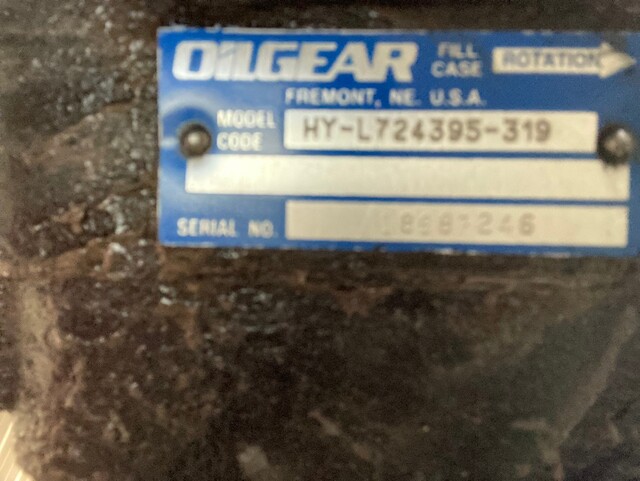 OILGEAR FILL CASE ROTATION
FREMONT, NE. U.S.A.
MODEL CODE HY-L724395-319
SERIAL NO.